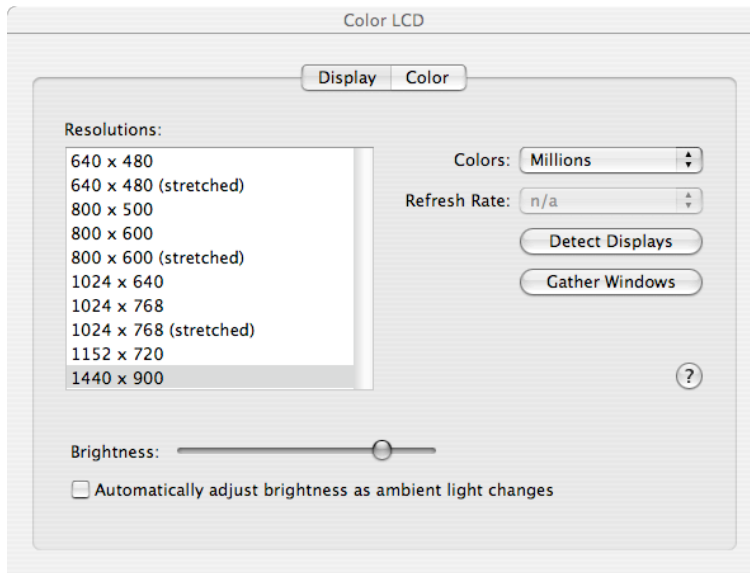 Color LCD
Display Color
Resolutions:
640 x 480
640 x 480 (stretched)
800 x 500
800 x 600
800 x 600 (stretched)
1024 x 640
1024 x 768
1024 x 768 (stretched)
1152 x 720
1440 x 900
Colors: Millions
Refresh Rate: n/a
Detect Displays
Gather Windows
?
Brightness:
Automatically adjust brightness as ambient light changes